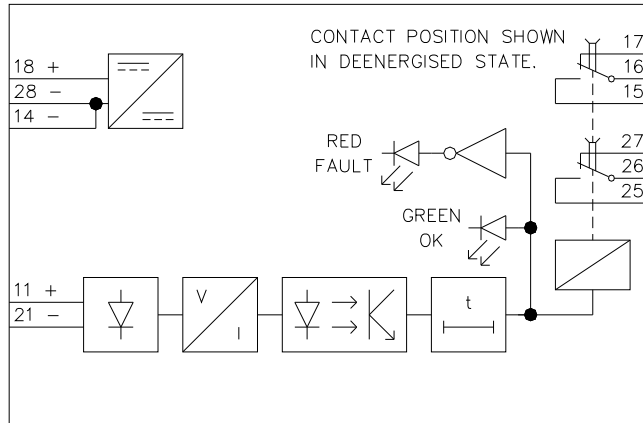 CONTACT POSITION SHOWN
IN DEENERGISED STATE.
17
16
15
18 +
28 -
14 -
RED
FAULT
27
26
25
GREEN
OK
11 +
21 -
V
I
t